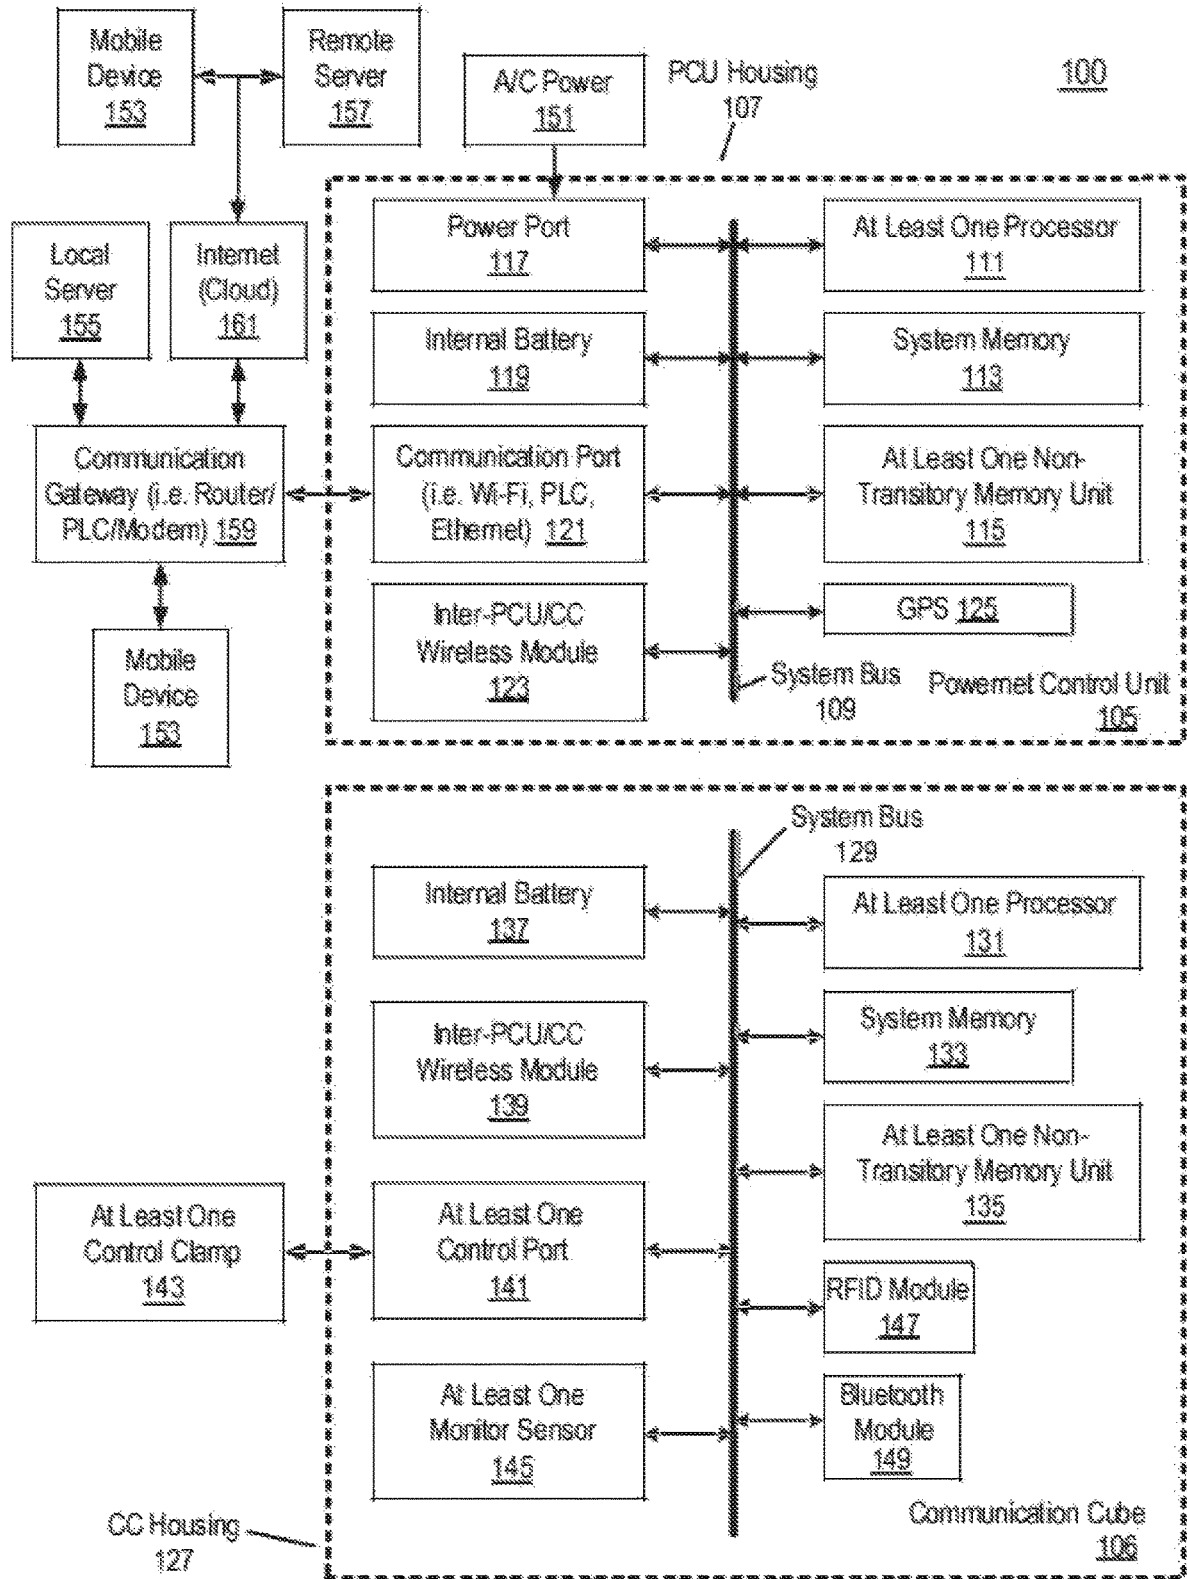 Mobile
Device
153
Remote
Server
157
A/C Power
151
PCU Housing
107
100
Local
Server
155
Internet
(Cloud)
161
Power Port
117
At Least One Processor
111
Internal Battery
119
System Memory
113
Communication
Gateway (i.e. Router/
PLC/Modem) 159
Communication Port
(i.e. Wi-Fi, PLC,
Ethernet) 121
At Least One Non-
Transitory Memory Unit
115
Mobile
Device
153
Inter-PCU/CC
Wireless Module
123
GPS 125
System Bus
109
Powernet Control Unit
105
System Bus
129
Internal Battery
137
At Least One Processor
131
Inter-PCU/CC
Wireless Module
139
System Memory
133
At Least One Non-
Transitory Memory Unit
135
At Least One
Control Clamp
143
At Least One
Control Port
141
RFID Module
147
At Least One
Monitor Sensor
145
Bluetooth
Module
149
CC Housing
127
Communication Cube
106